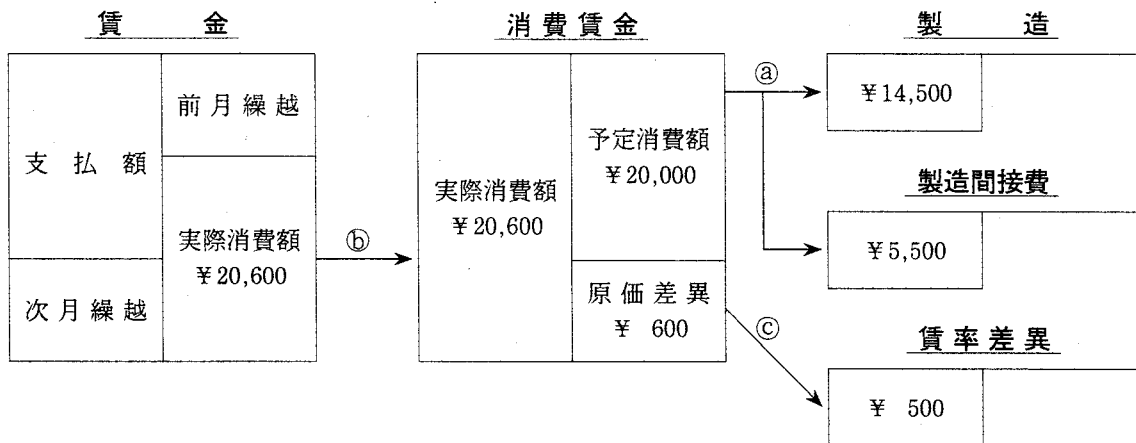 賃金
支払額
次月繰越
前月繰越
実際消費額
¥20,600
ⓑ
消費賃金
実際消費額
¥20,600
予定消費額
¥20,000
原価差異
¥ 600
ⓐ
ⓒ
製造
¥14,500
製造間接費
¥5,500
賃率差異
¥ 500